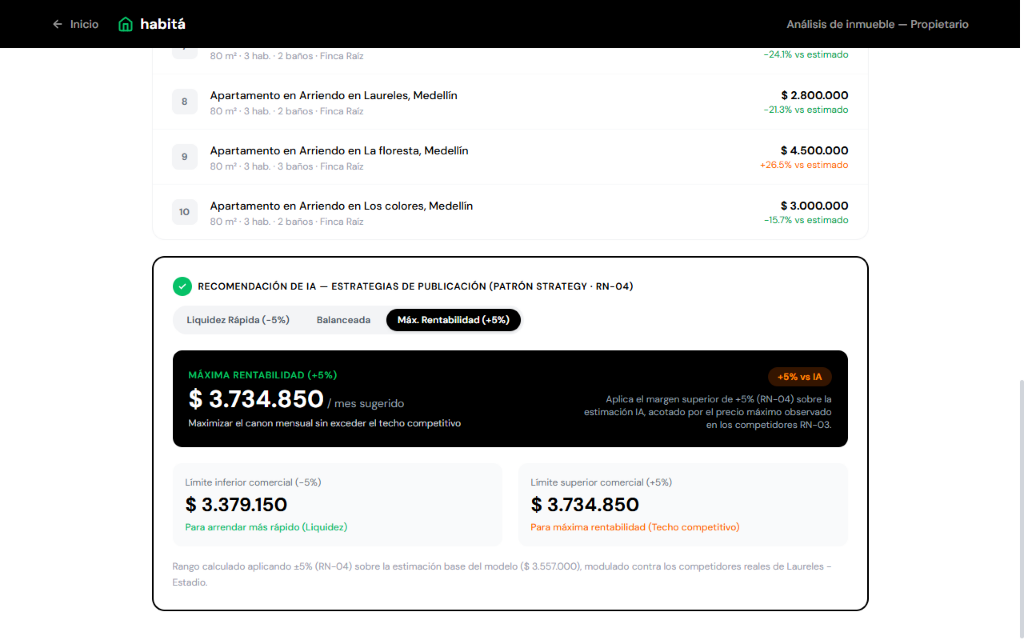 Inicio
habitá
Análisis de inmueble — Propietario
80 m² · 3 hab. · 2 baños · Finca Raiz
-24.1% vs estimado
8
Apartamento en Arriendo en Laureles, Medellín
80 m² · 3 hab. · 2 baños · Finca Raiz
$ 2.800.000
-21.3% vs estimado
9
Apartamento en Arriendo en La floresta, Medellín
80 m² · 3 hab. · 3 baños · Finca Raiz
$ 4.500.000
+26.5% vs estimado
10
Apartamento en Arriendo en Los colores, Medellín
80 m² · 3 hab. · 2 baños · Finca Raiz
$ 3.000.000
-15.7% vs estimado
RECOMENDACIÓN DE IA — ESTRATEGIAS DE PUBLICACIÓN (PATRÓN STRATEGY · RN-04)
Liquidez Rápida (-5%)
Balanceada
Máx. Rentabilidad (+5%)
MÁXIMA RENTABILIDAD (+5%)
$ 3.734.850 / mes sugerido
Maximizar el canon mensual sin exceder el techo competitivo
+5% vs IA
Aplica el margen superior de +5% (RN-04) sobre la
estimación IA, acotado por el precio máximo observado
en los competidores RN-03.
Límite inferior comercial (-5%)
$ 3.379.150
Para arrendar más rápido (Liquidez)
Límite superior comercial (+5%)
$ 3.734.850
Para máxima rentabilidad (Techo competitivo)
Rango calculado aplicando ±5% (RN-04) sobre la estimación base del modelo ($ 3.557.000), modulado contra los competidores reales de Laureles -
Estadio.